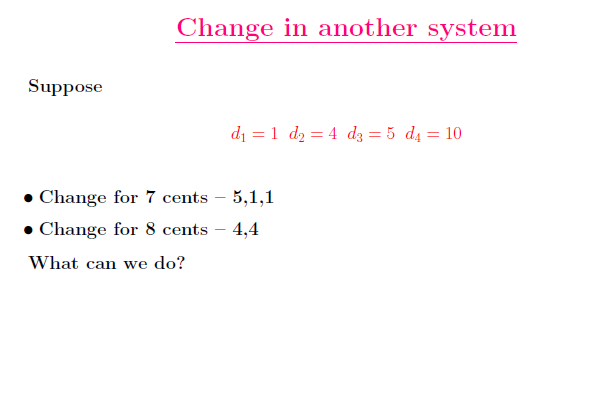 Change in another system
Suppose
d₁ = 1 d₂ = 4 d₃ = 5 d₄ = 10
• Change for 7 cents – 5,1,1
• Change for 8 cents – 4,4
What can we do?